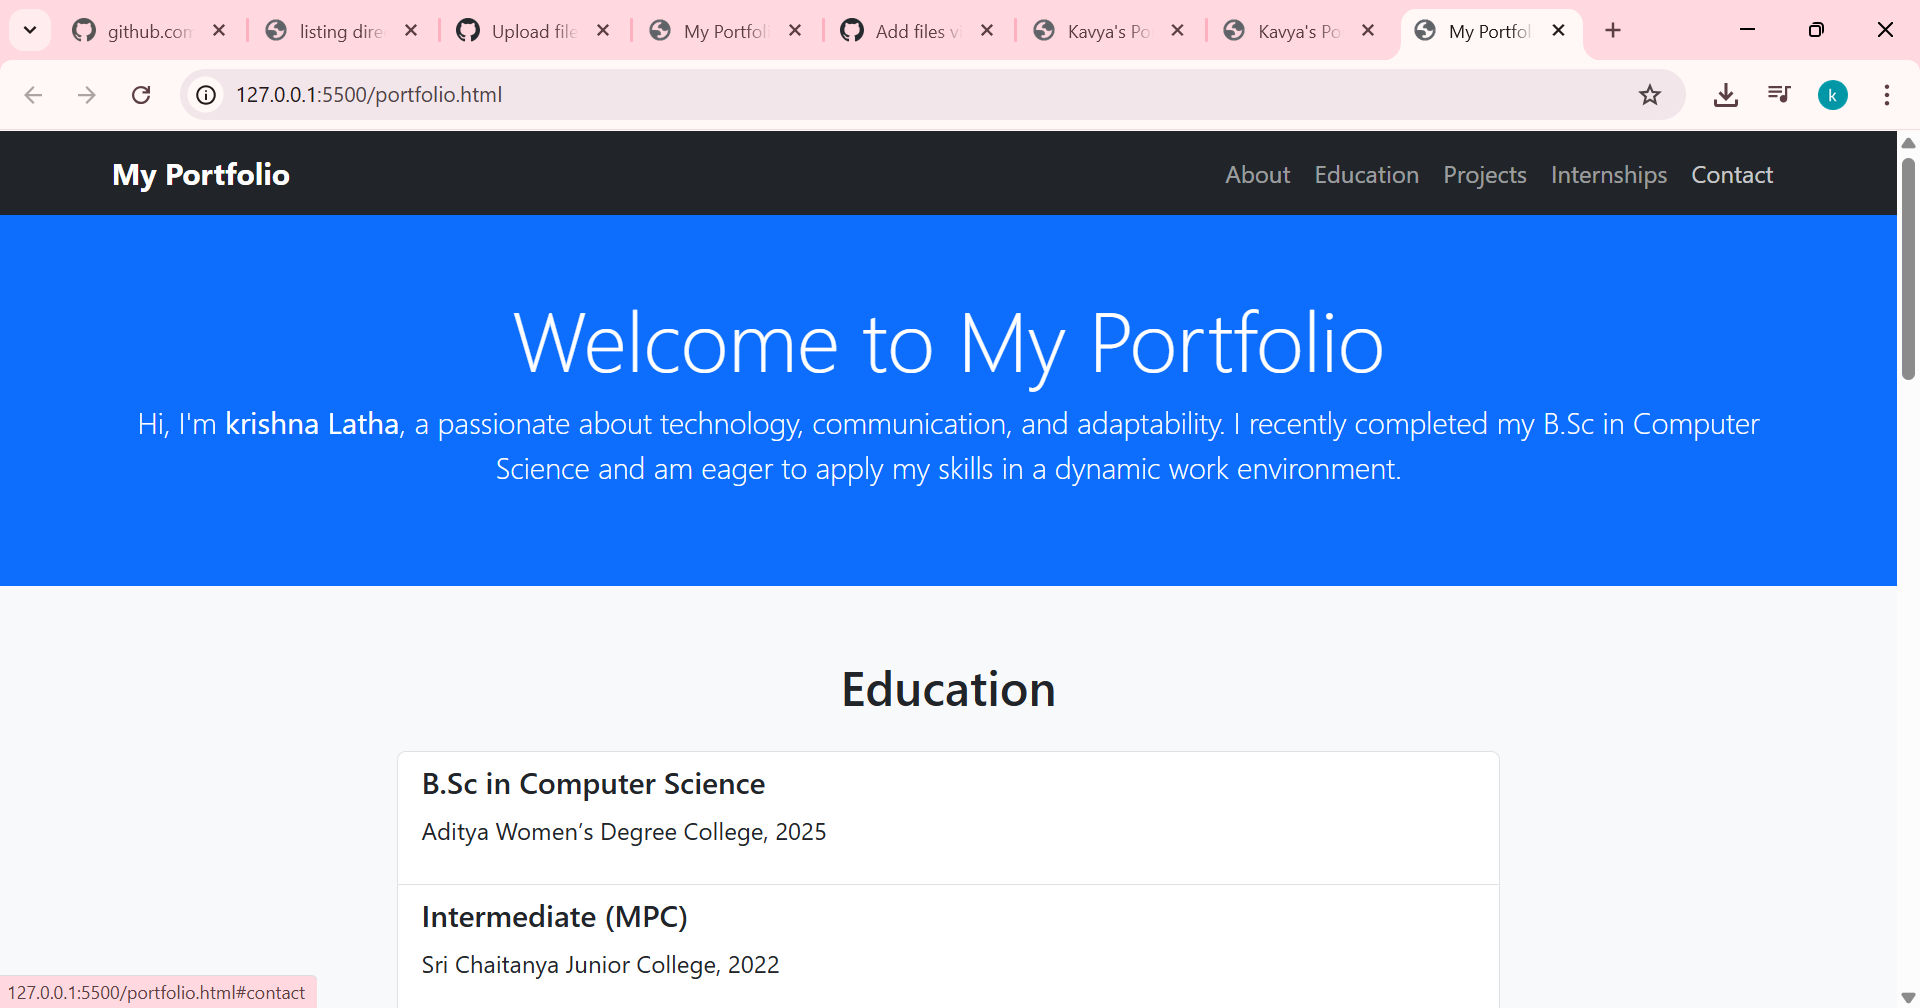 github.con
listing dire
Upload file
My Portfoli
Add files vi
Kavya's Po
Kavya's Po
My Portfol
127.0.0.1:5500/portfolio.html
k
My Portfolio
About Education Projects Internships Contact
Welcome to My Portfolio
Hi, I'm krishna Latha, a passionate about technology, communication, and adaptability. I recently completed my B.Sc in Computer
Science and am eager to apply my skills in a dynamic work environment.
Education
B.Sc in Computer Science
Aditya Women’s Degree College, 2025
Intermediate (MPC)
Sri Chaitanya Junior College, 2022
127.0.0.1:5500/portfolio.html#contact